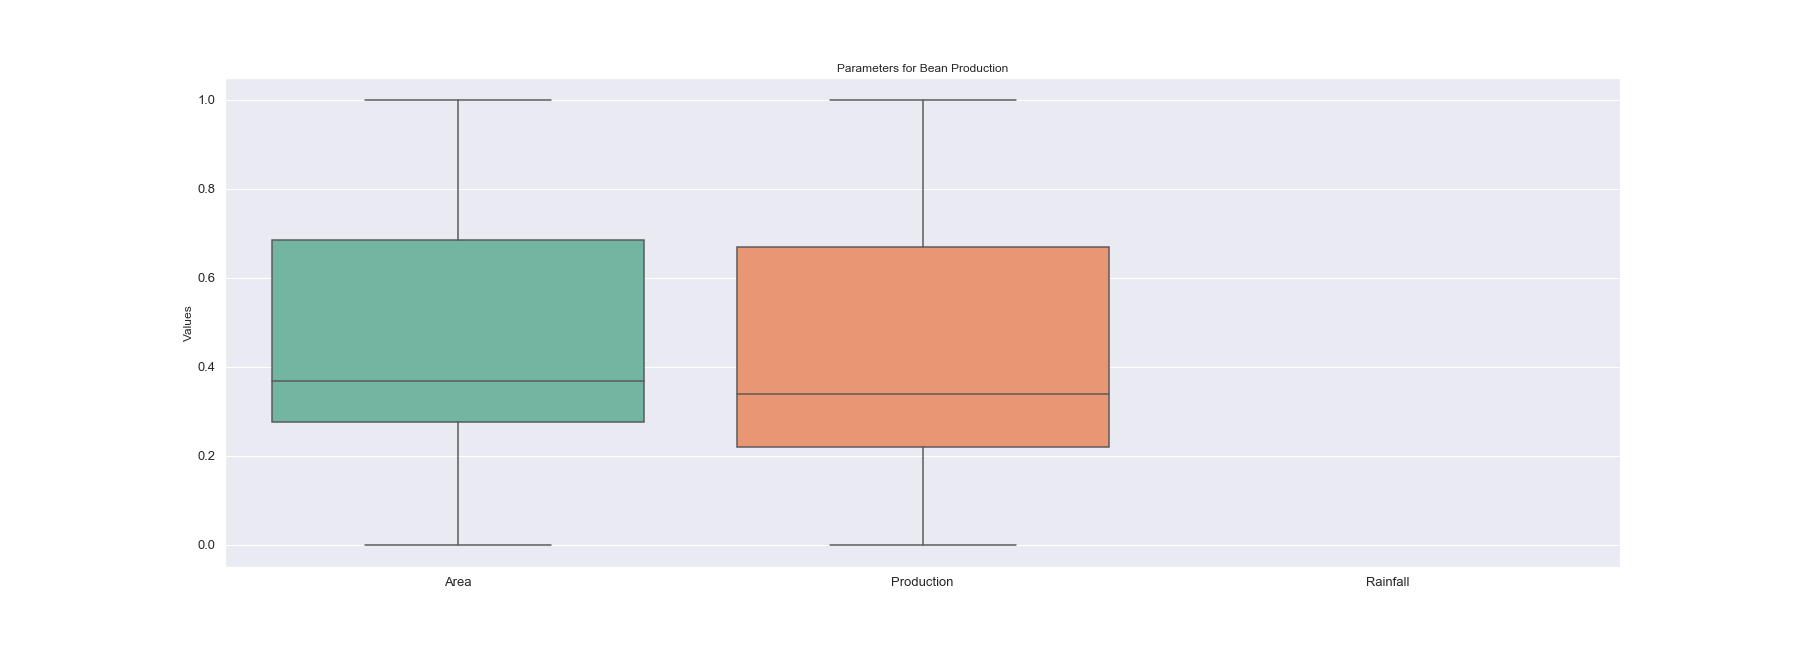 Parameters for Bean Production
1.0
0.8
0.6
0.4
0.2
0.0
Values
Area
Production
Rainfall